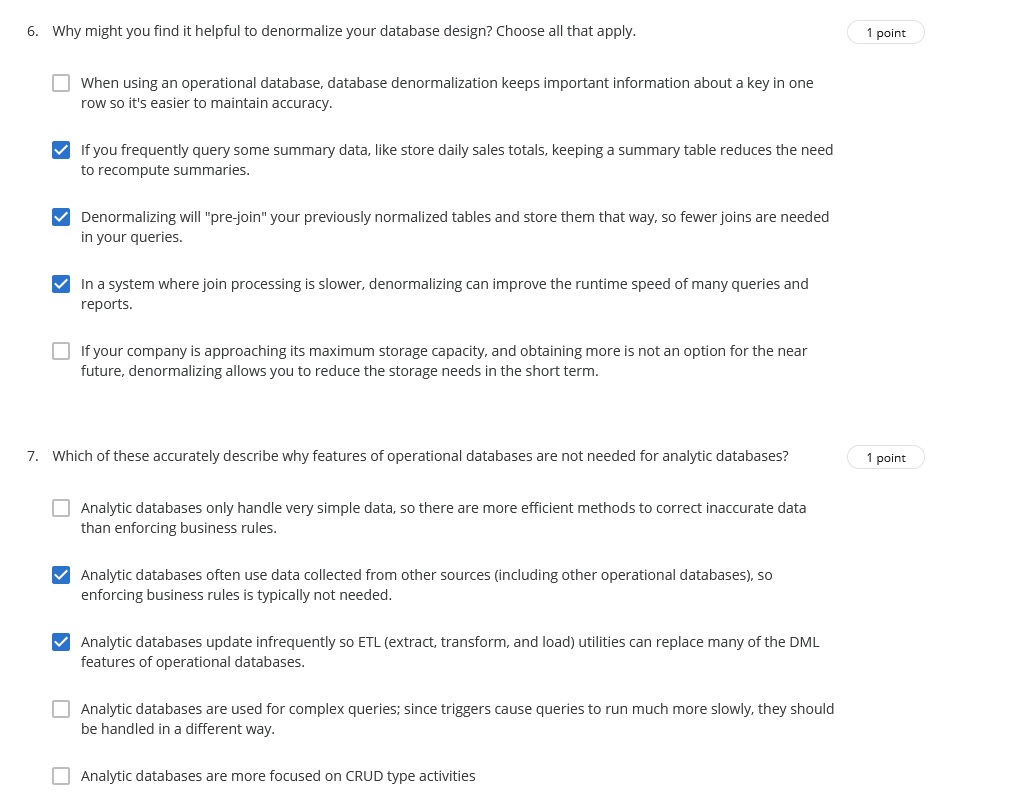 6. Why might you find it helpful to denormalize your database design? Choose all that apply.
1 point
When using an operational database, database denormalization keeps important information about a key in one
row so it's easier to maintain accuracy.
If you frequently query some summary data, like store daily sales totals, keeping a summary table reduces the need
to recompute summaries.
Denormalizing will "pre-join" your previously normalized tables and store them that way, so fewer joins are needed
in your queries.
In a system where join processing is slower, denormalizing can improve the runtime speed of many queries and
reports.
If your company is approaching its maximum storage capacity, and obtaining more is not an option for the near
future, denormalizing allows you to reduce the storage needs in the short term.
7. Which of these accurately describe why features of operational databases are not needed for analytic databases?
1 point
Analytic databases only handle very simple data, so there are more efficient methods to correct inaccurate data
than enforcing business rules.
Analytic databases often use data collected from other sources (including other operational databases), so
enforcing business rules is typically not needed.
Analytic databases update infrequently so ETL (extract, transform, and load) utilities can replace many of the DML
features of operational databases.
Analytic databases are used for complex queries; since triggers cause queries to run much more slowly, they should
be handled in a different way.
Analytic databases are more focused on CRUD type activities